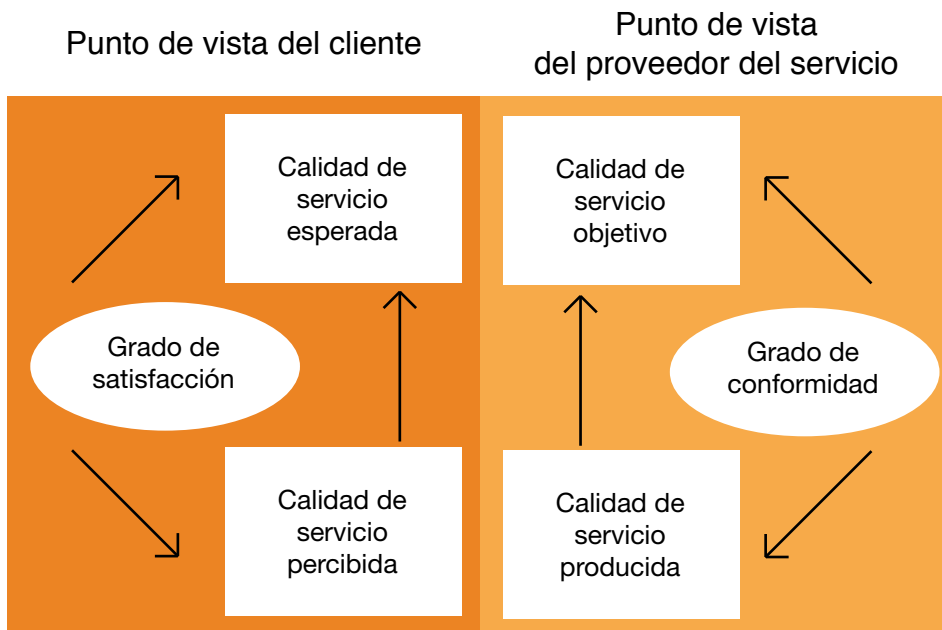 Punto de vista del cliente
Punto de vista
del proveedor del servicio
Calidad de
servicio
esperada
Calidad de
servicio
objetivo
Grado de
satisfacción
Grado de
conformidad
Calidad de
servicio
percibida
Calidad de
servicio
producida